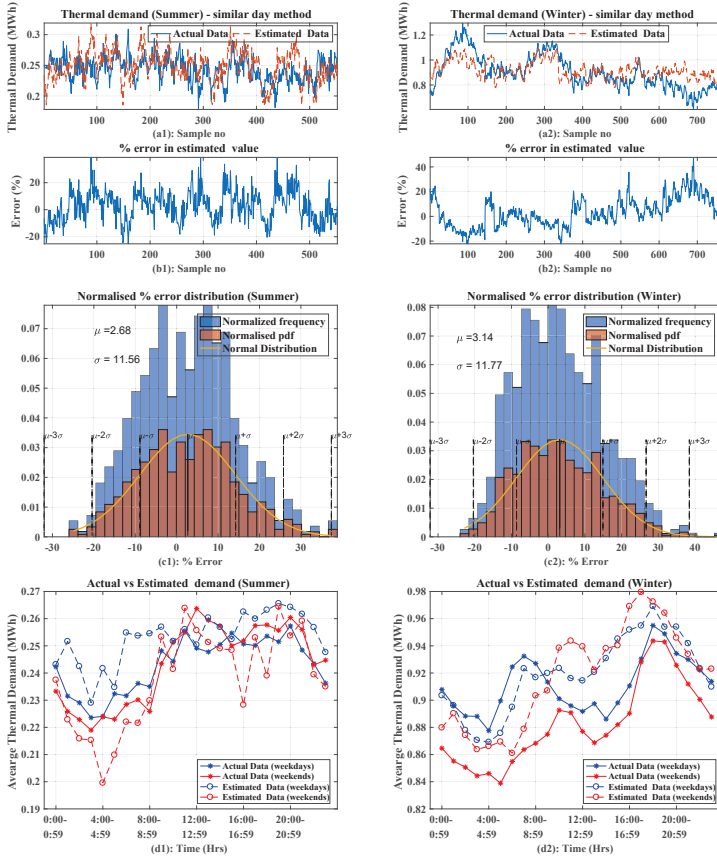 Thermal demand (Summer) - similar day method
Thermal Demand (MWh)
0.3
0.25
0.2
Actual Data Estimated Data
100 200 300 400 500
(a1): Sample no
Thermal demand (Winter) - similar day method
Thermal Demand (MWh)
1.2
1
0.8
Actual Data Estimated Data
100 200 300 400 500 600 700
(a2): Sample no
% error in estimated value
Error (%)
20
0
-20
100 200 300 400 500
(b1): Sample no
% error in estimated value
Error (%)
40
20
0
-20
100 200 300 400 500 600 700
(b2): Sample no
Normalised % error distribution (Summer)
0.07
0.06
0.05
0.04
0.03
0.02
0.01
0
μ =2.68
σ = 11.56
Normalized frequency
Normalised pdf
Normal Distribution
μ-3σ μ-2σ μ-σ μ+σ μ+2σ μ+3σ
-30 -20 -10 0 10 20 30
(c1): % Error
Normalised % error distribution (Winter)
0.08
0.07
0.06
0.05
0.04
0.03
0.02
0.01
0
μ =3.14
σ = 11.77
Normalized frequency
Normalised pdf
Normal Distribution
μ-3σ μ-2σ μ-σ μ+σ μ+2σ μ+3σ
-30 -20 -10 0 10 20 30 40
(c2): % Error
Actual vs Estimated demand (Summer)
Avearge Thermal Demand (MWh)
0.27
0.26
0.25
0.24
0.23
0.22
0.21
0.2
0.19
Actual Data (weekdays)
Actual Data (weekends)
Estimated Data (weekdays)
Estimated Data (weekends)
0:00- 4:00- 8:00- 12:00- 16:00- 20:00-
0:59 4:59 8:59 12:59 16:59 20:59
(d1): Time (Hrs)
Actual vs Estimated demand (Winter)
Avearge Thermal Demand (MWh)
0.98
0.96
0.94
0.92
0.9
0.88
0.86
0.84
0.82
Actual Data (weekdays)
Actual Data (weekends)
Estimated Data (weekdays)
Estimated Data (weekends)
0:00- 4:00- 8:00- 12:00- 16:00- 20:00-
0:59 4:59 8:59 12:59 16:59 20:59
(d2): Time (Hrs)